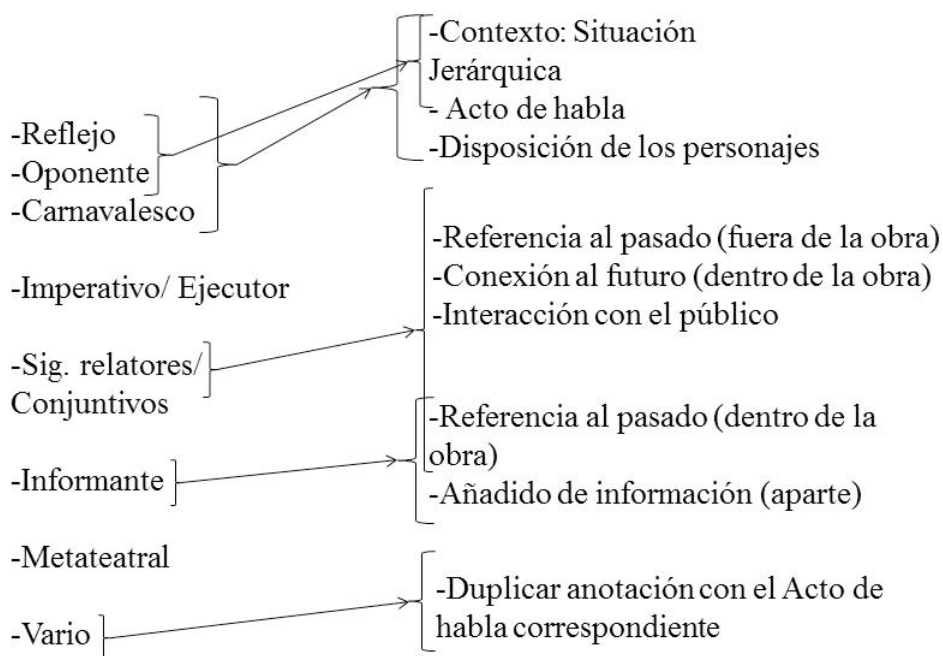 -Reflejo
-Oponente
-Carnavalesco
-Imperativo/ Ejecutor
-Sig. relatores/
Conjuntivos
-Informante
-Metateatral
-Vario
-Contexto: Situación
Jerárquica
- Acto de habla
-Disposición de los personajes
-Referencia al pasado (fuera de la obra)
-Conexión al futuro (dentro de la obra)
-Interacción con el público
-Referencia al pasado (dentro de la
obra)
-Añadido de información (aparte)
-Duplicar anotación con el Acto de
habla correspondiente